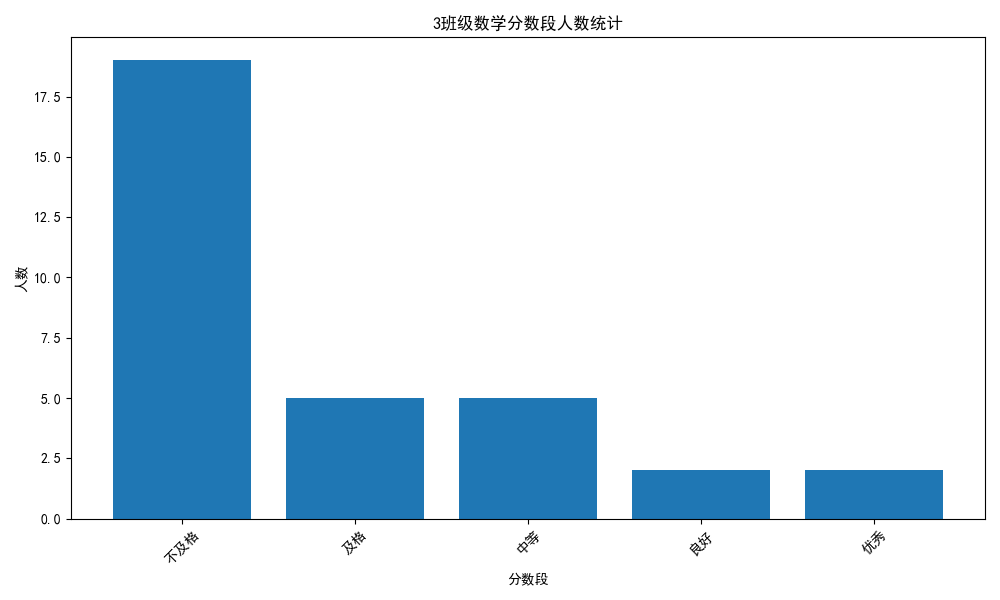 3班级数学分数段人数统计
人数
17.5
15.0
12.5
10.0
7.5
5.0
2.5
0.0
不及格
及格
中等
良好
优秀
分数段